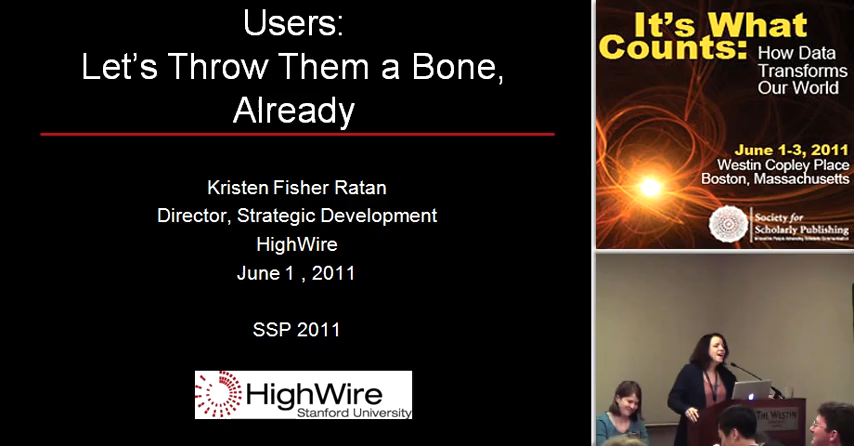 Users:
Let's Throw Them a Bone,
Already
Kristen Fisher Ratan
Director, Strategic Development
HighWire
June 1 , 2011
SSP 2011
HighWire
Stanford University
It's What
Counts: How Data
Transforms
Our World
June 1-3, 2011
Westin Copley Place
Boston, Massachusetts
Society for
Scholarly Publishing
THE WESTIN